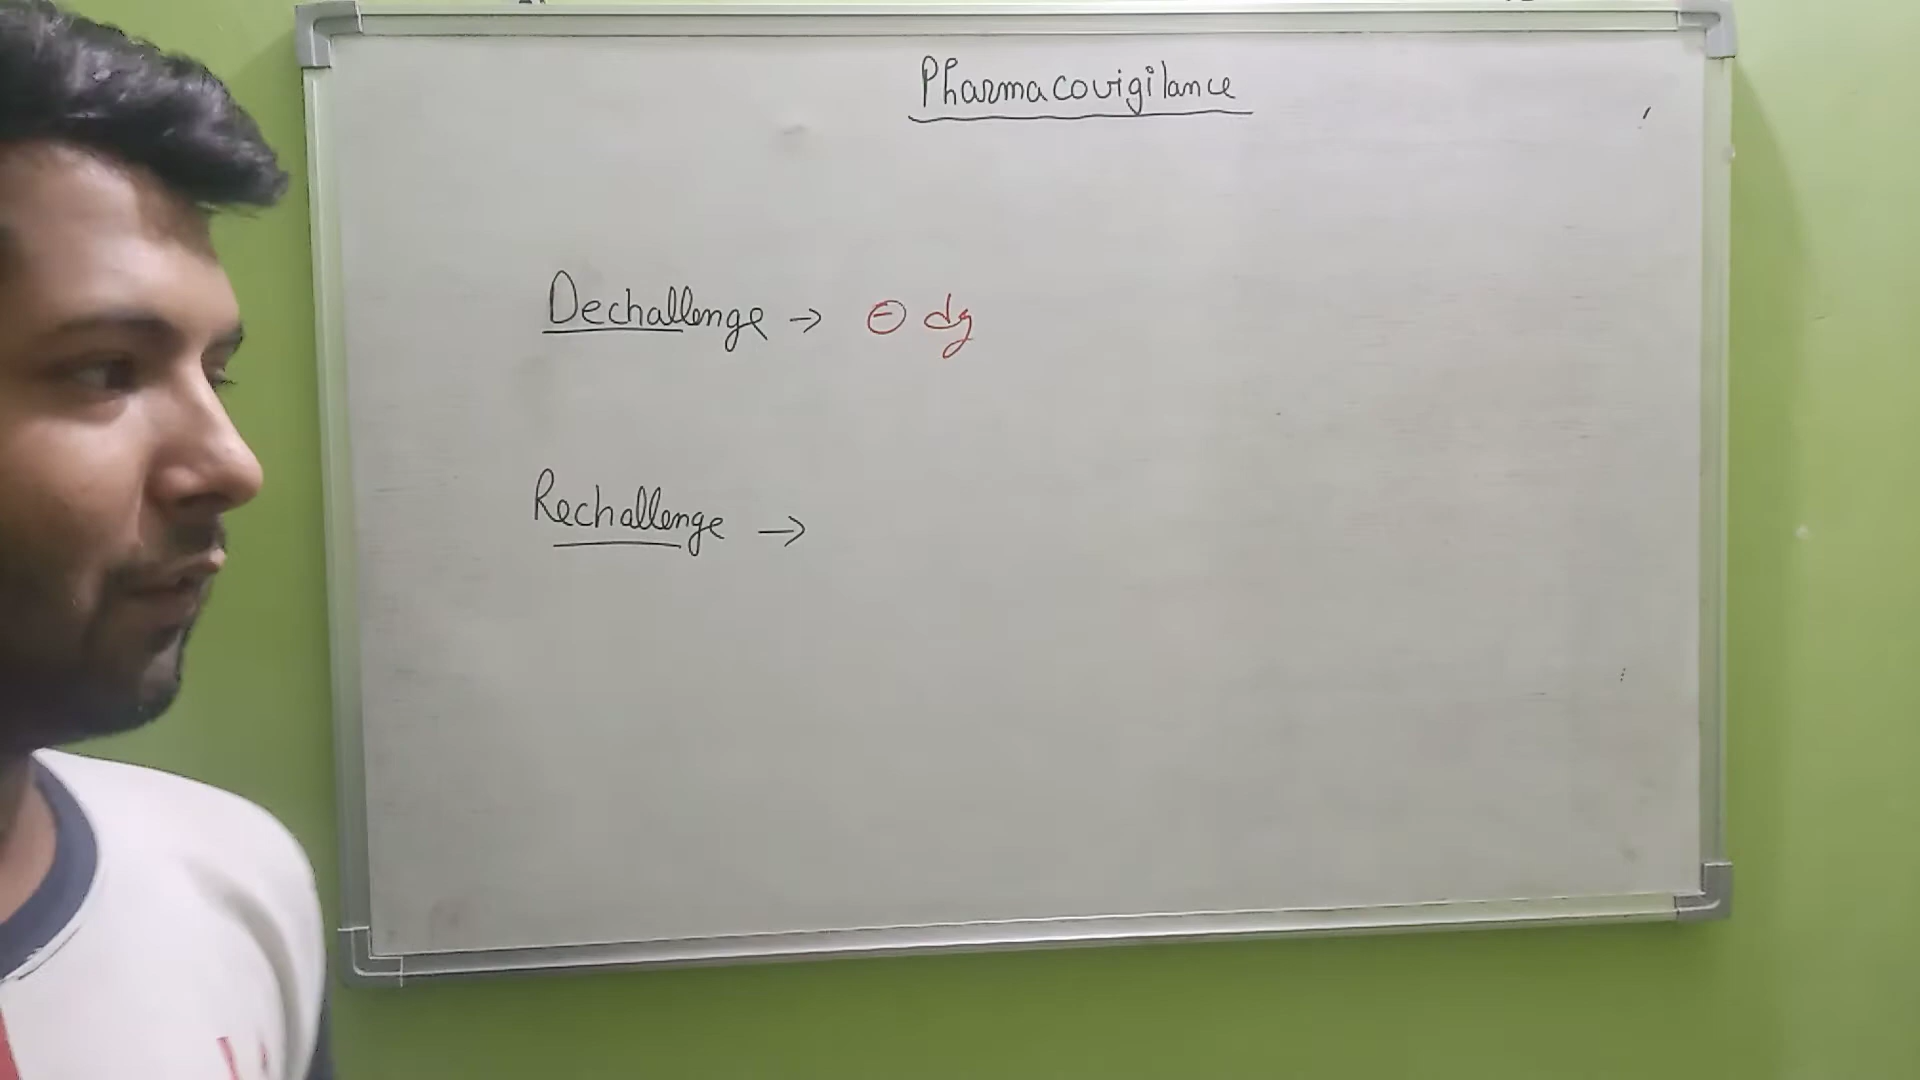 Pharmacovigilance
Dechallenge → ⊖ dg
Rechallenge →